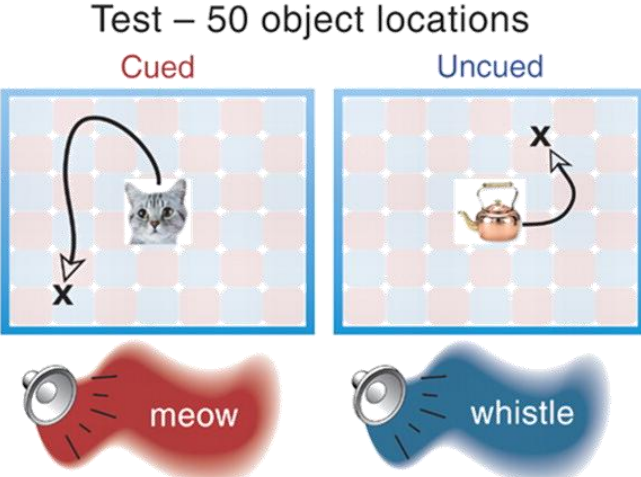 Test – 50 object locations
Cued
Uncued
X
X
meow
whistle